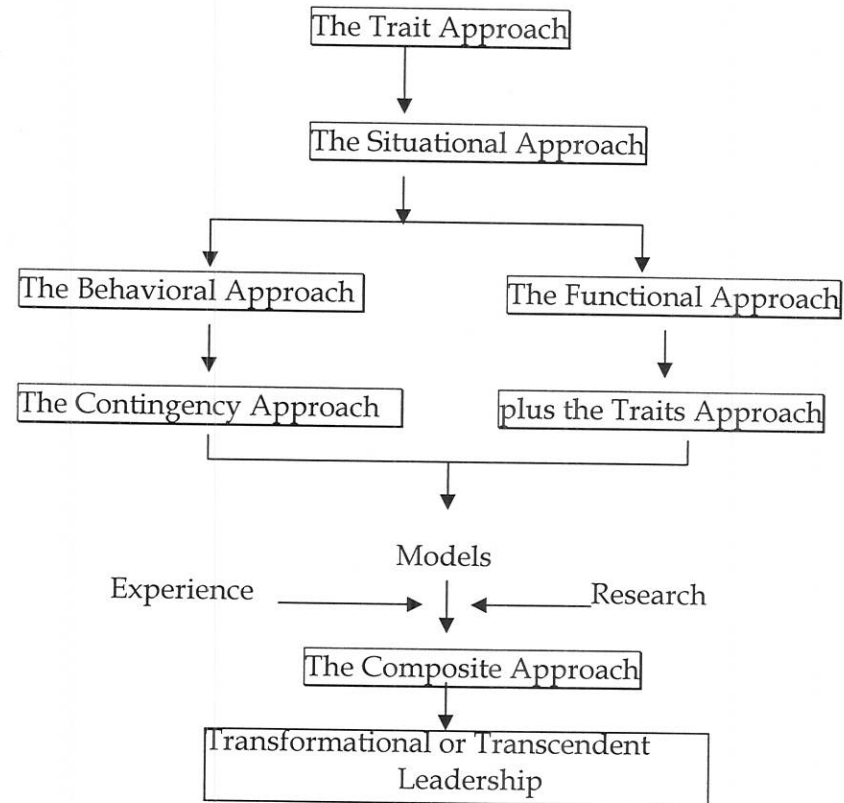 The Trait Approach
The Situational Approach
The Behavioral Approach
The Functional Approach
The Contingency Approach
plus the Traits Approach
Models
Experience
Research
The Composite Approach
Transformational or Transcendent
Leadership